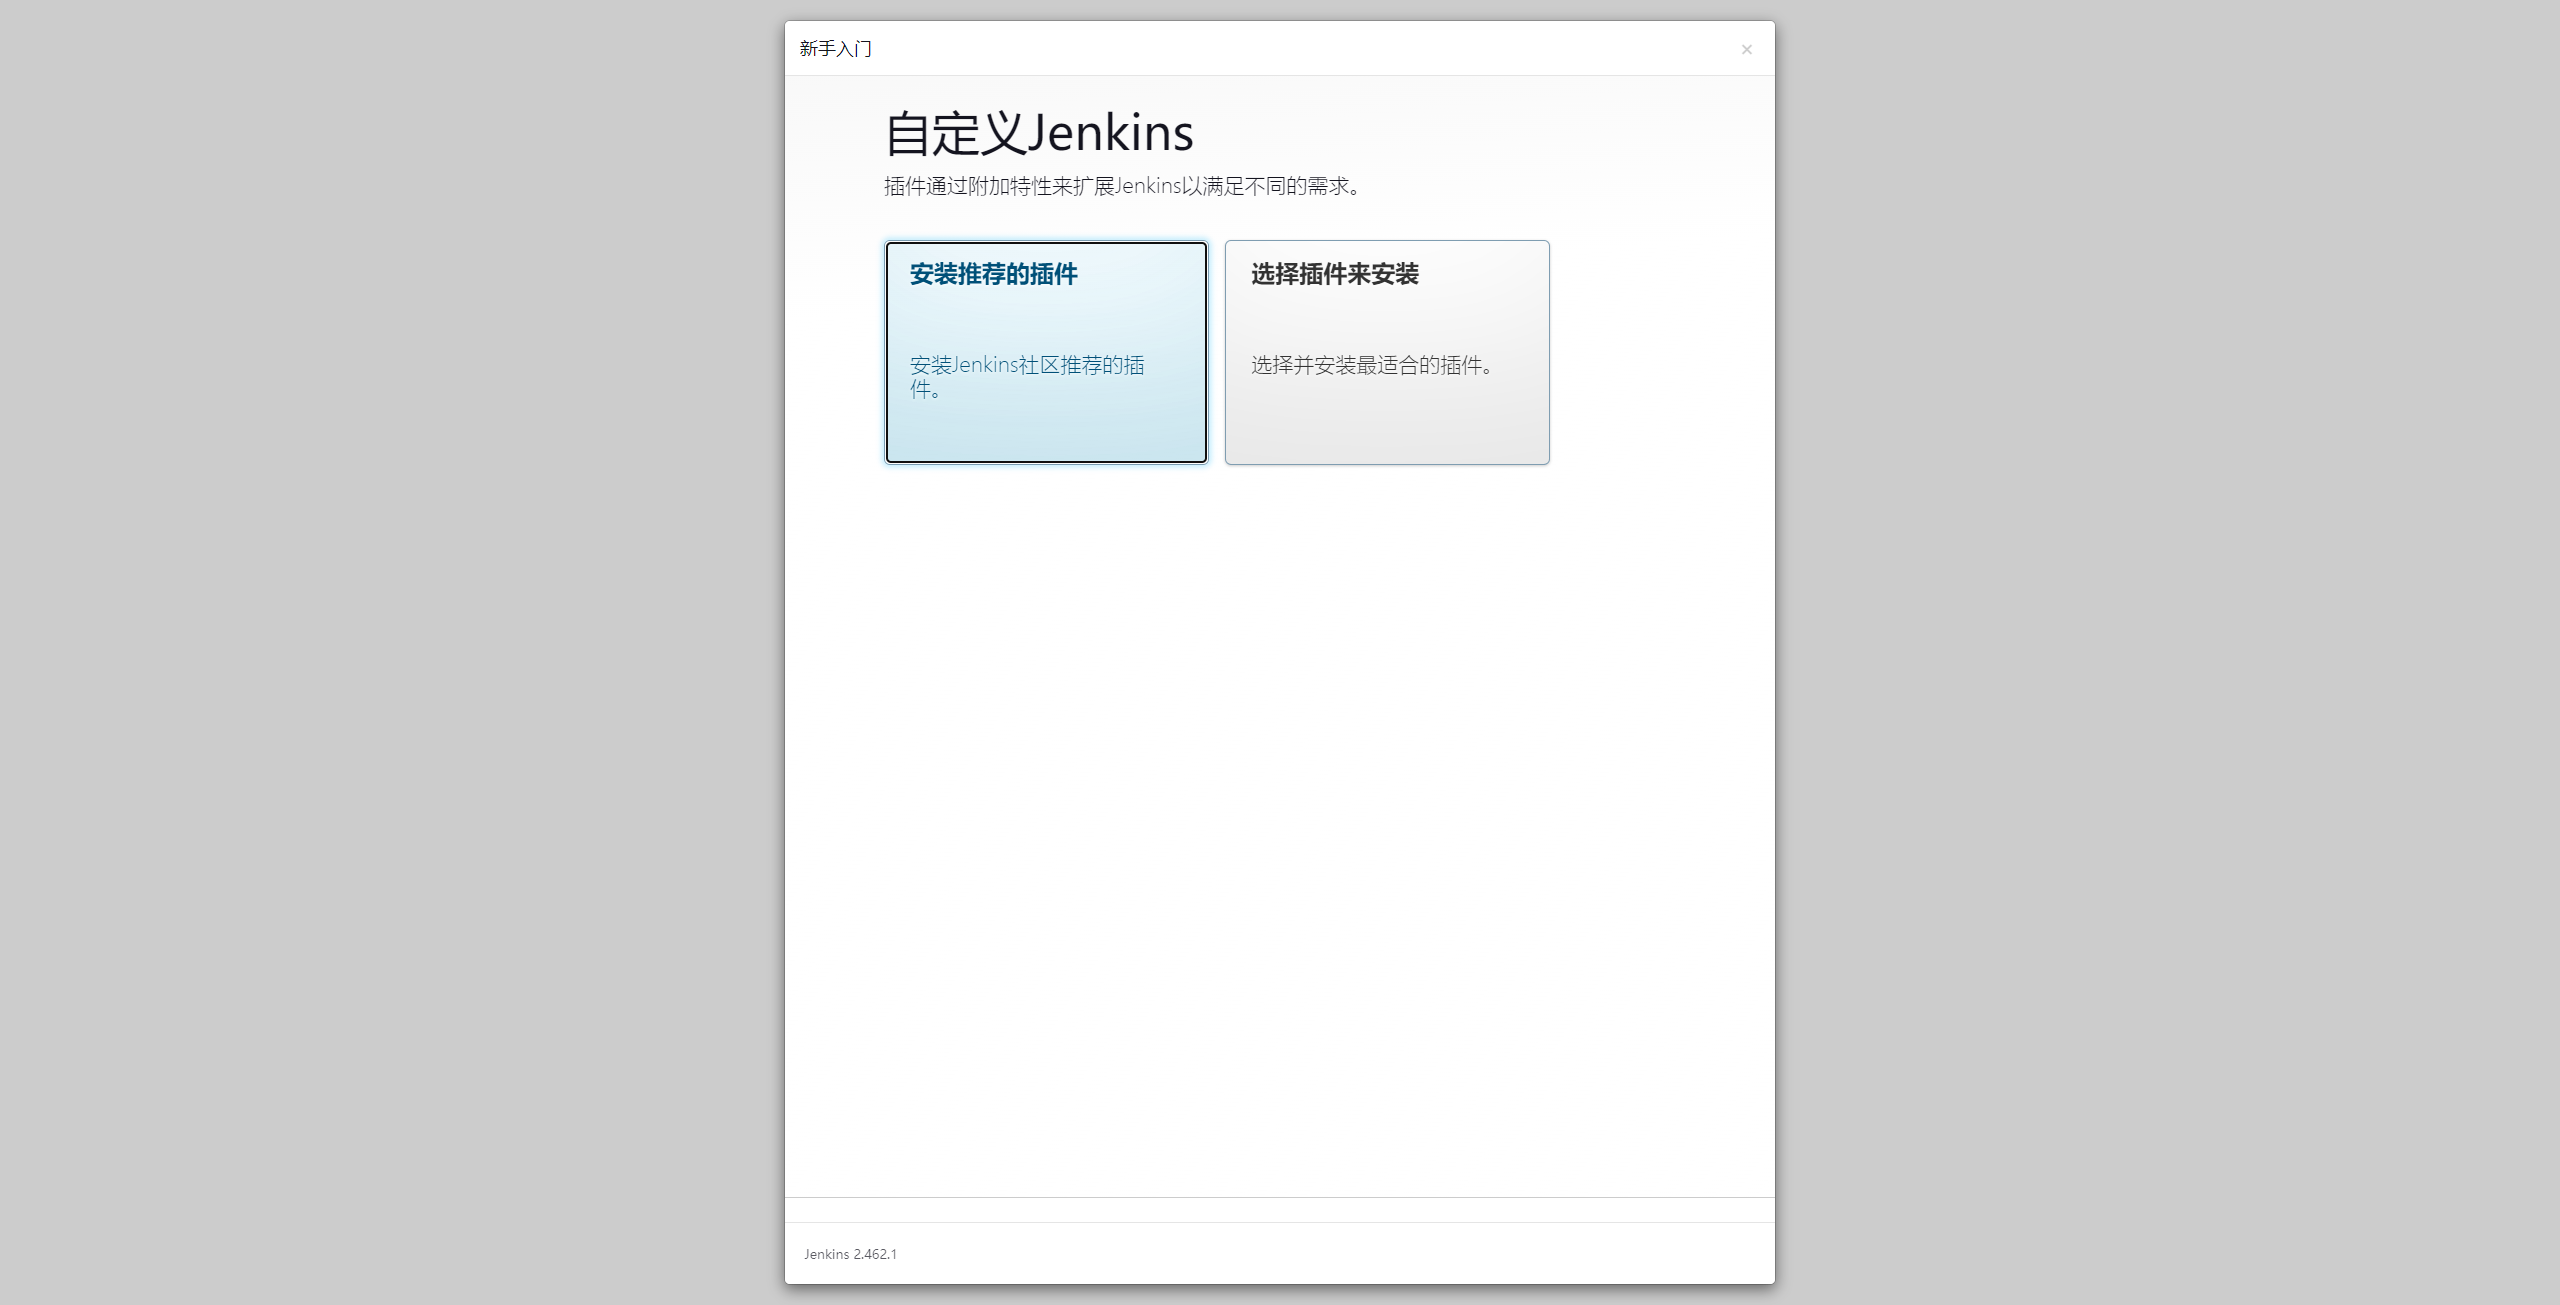 新手入门
×
自定义Jenkins
插件通过附加特性来扩展Jenkins以满足不同的需求。
安装推荐的插件
安装Jenkins社区推荐的插
件。
选择插件来安装
选择并安装最适合的插件。
Jenkins 2.462.1